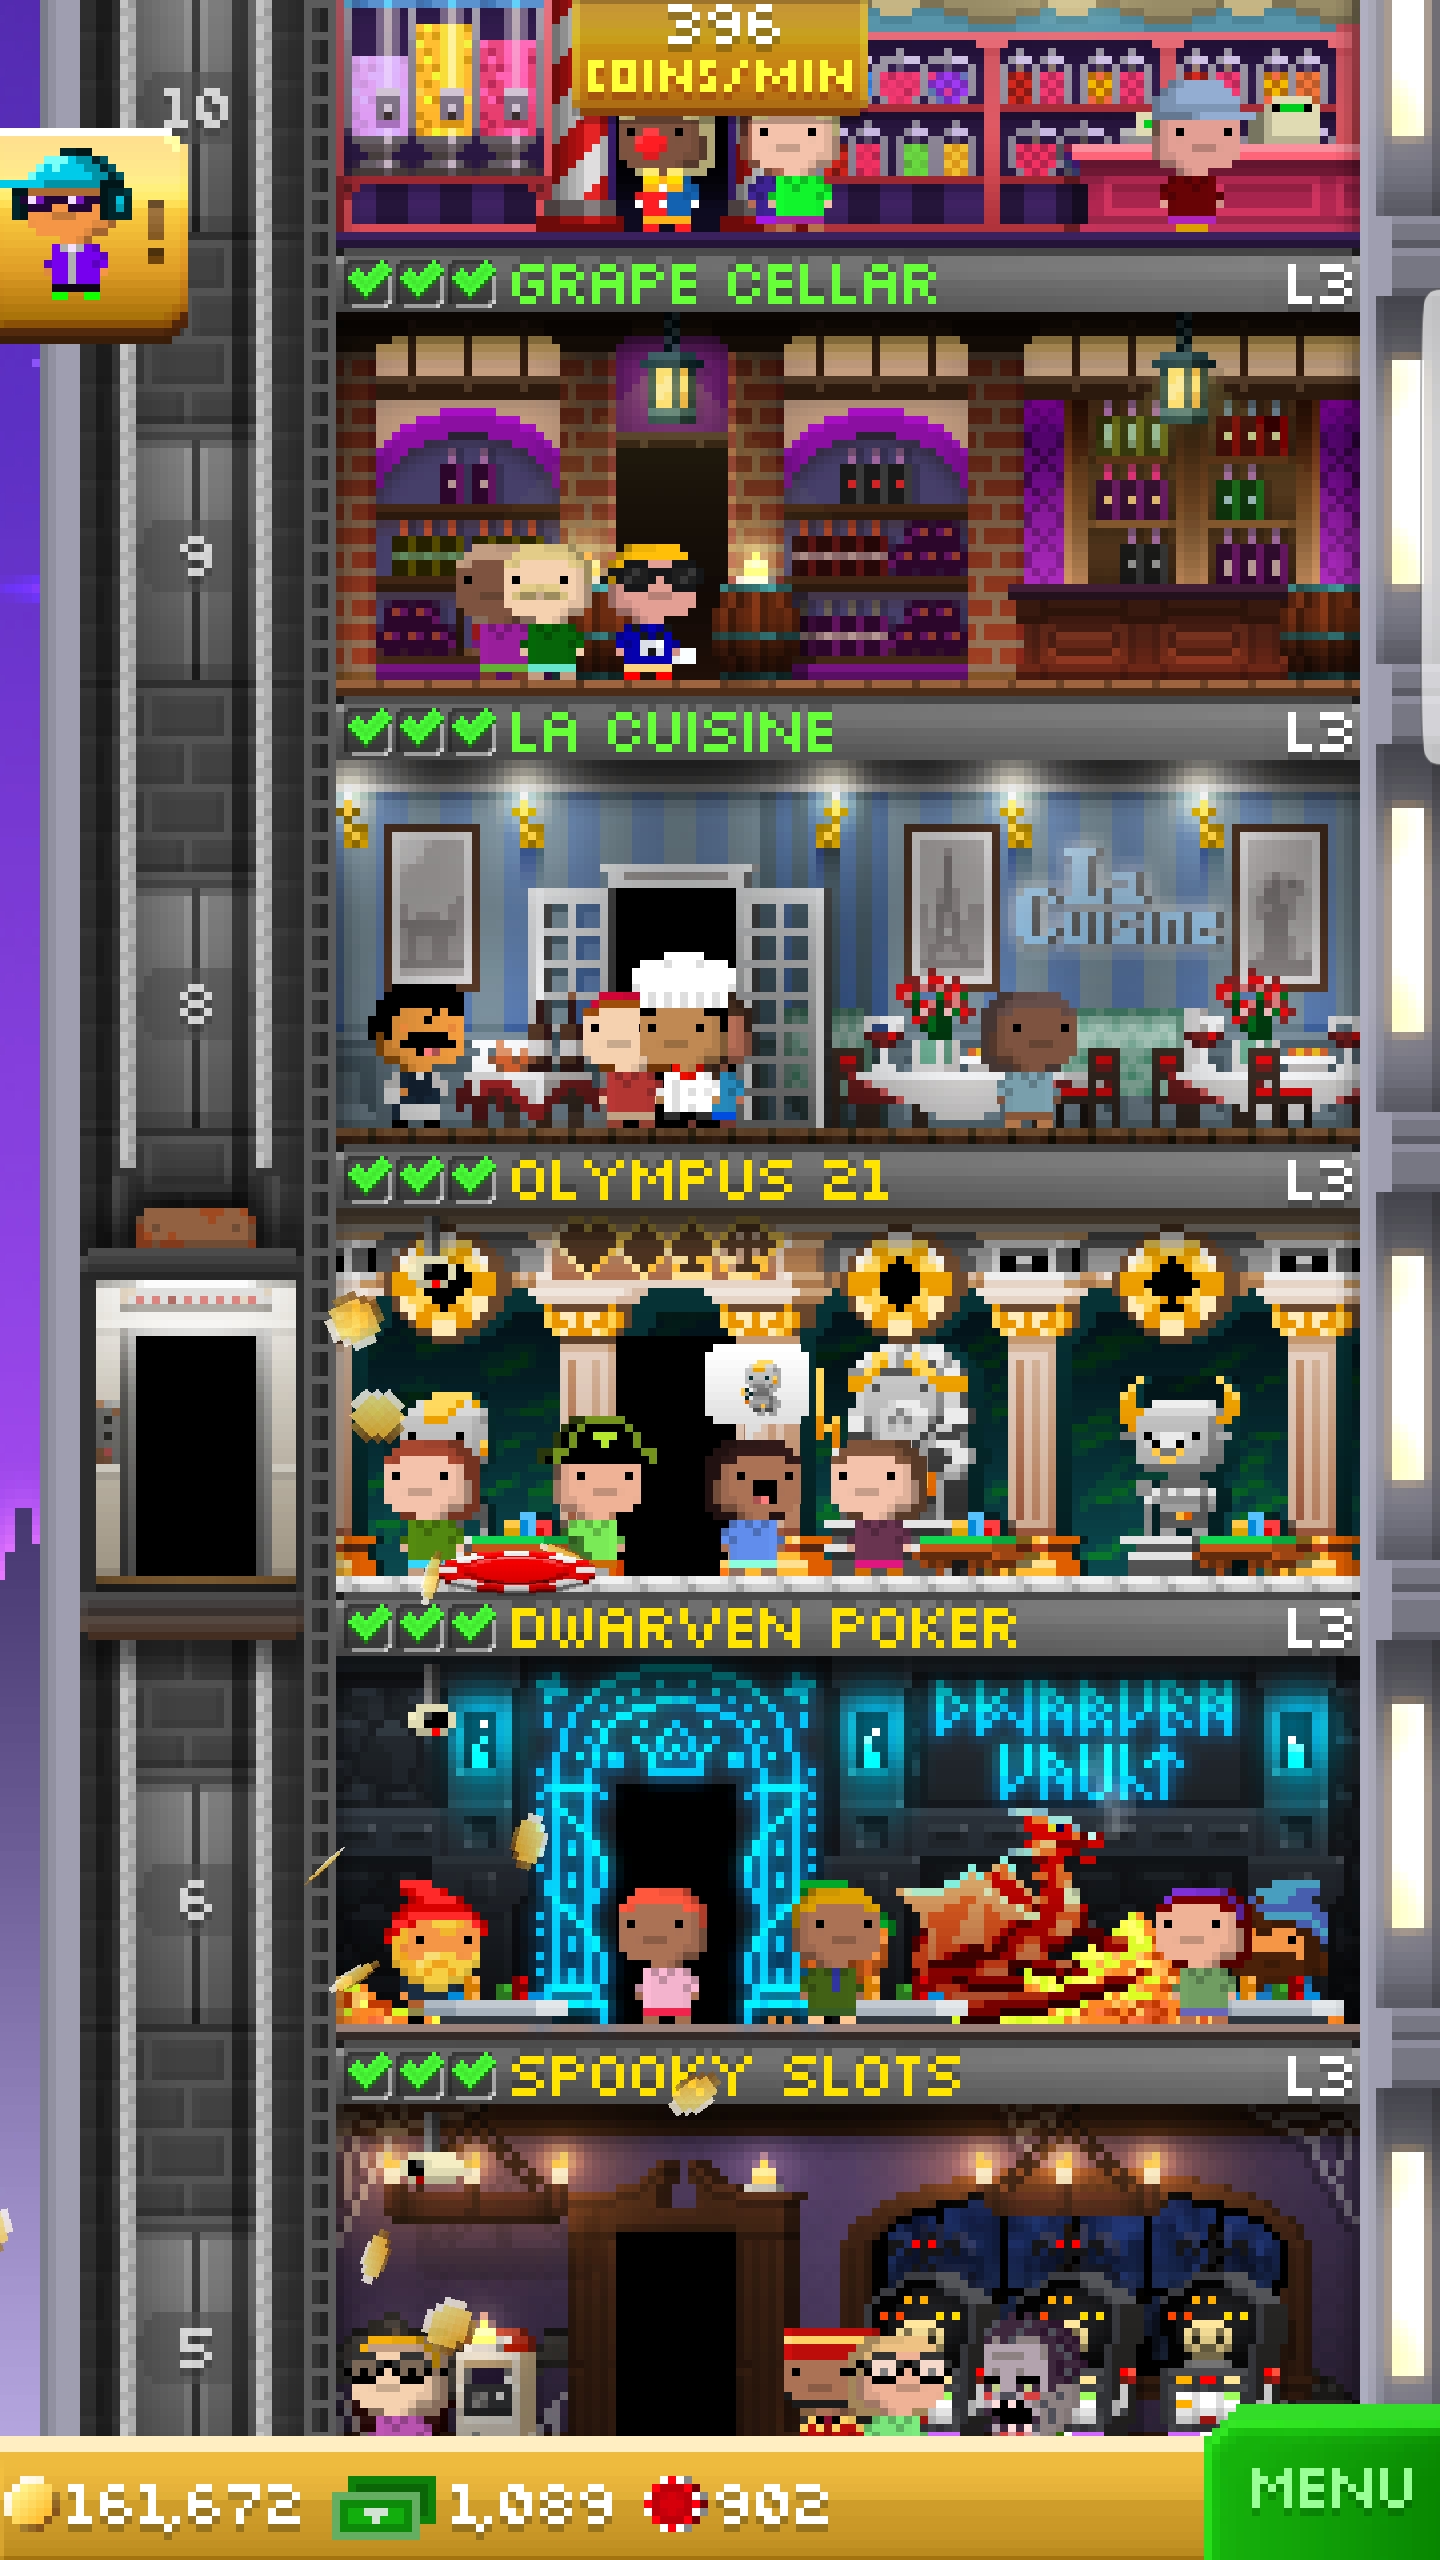 396
COINS/MIN
10
!
GRAPE CELLAR L3
9
LA CUISINE L3
La
Cuisine
8
OLYMPUS 21 L3
DWARVEN POKER L3
DWARVEN
VAULT
6
SPOOKY SLOTS L3
5
161,672 1,089 902
MENU